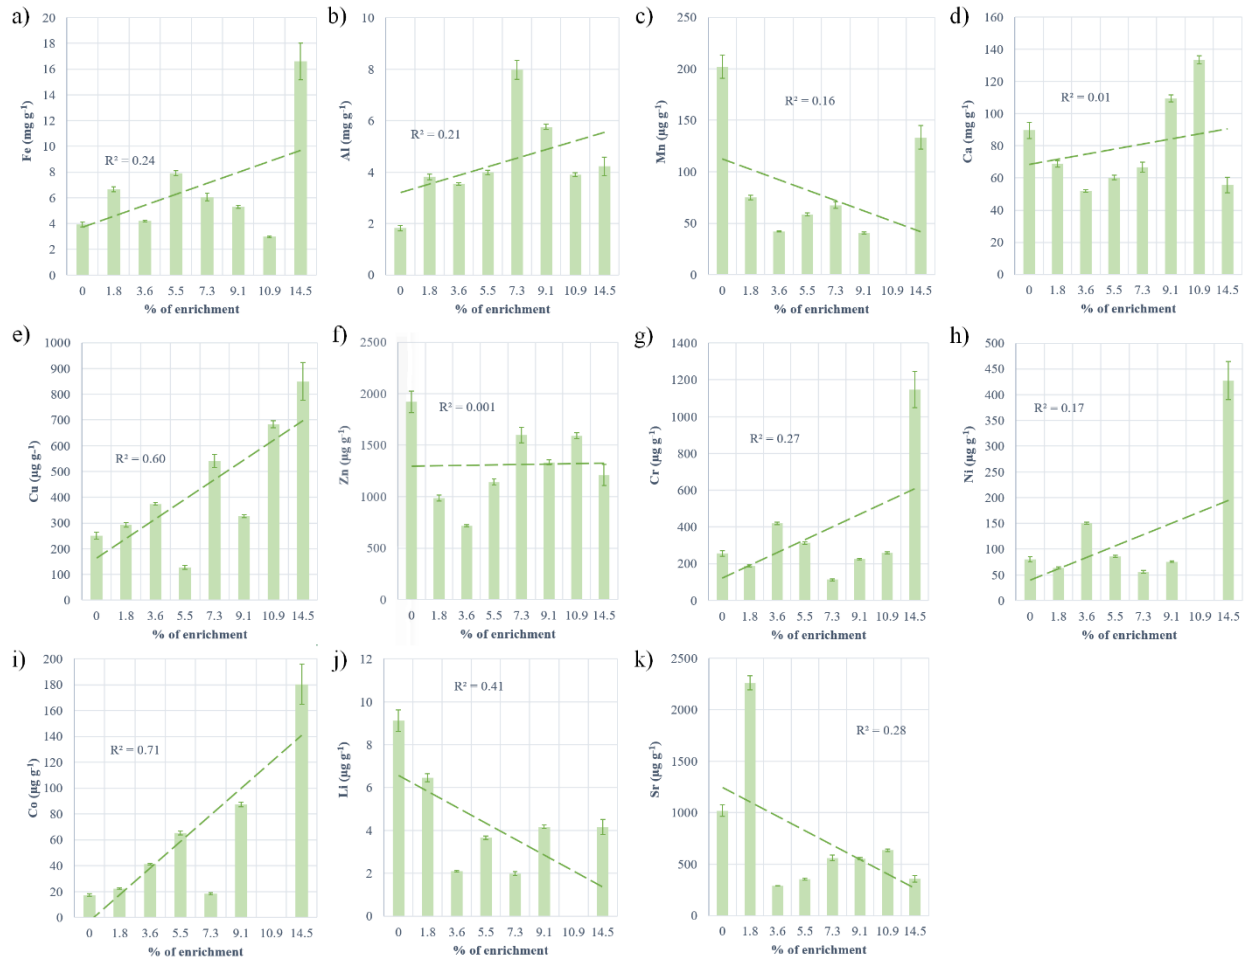 a)
20
18
16
14
12
10
8
6
4
2
0
Fe (mg g⁻¹)
R² = 0.24
0 1.8 3.6 5.5 7.3 9.1 10.9 14.5
% of enrichment
b)
10
8
6
4
2
0
Al (mg g⁻¹)
R² = 0.21
0 1.8 3.6 5.5 7.3 9.1 10.9 14.5
% of enrichment
c)
250
200
150
100
50
0
Mn (µg g⁻¹)
R² = 0.16
0 1.8 3.6 5.5 7.3 9.1 10.9 14.5
% of enrichment
d)
160
140
120
100
80
60
40
20
0
Ca (mg g⁻¹)
R² = 0.01
0 1.8 3.6 5.5 7.3 9.1 10.9 14.5
% of enrichment
e)
1000
900
800
700
600
500
400
300
200
100
0
Cu (µg g-¹)
R² = 0.60
0 1.8 3.6 5.5 7.3 9.1 10.9 14.5
% of enrichment
f)
2500
2000
1500
1000
500
0
Zn (µg g⁻¹)
R² = 0.001
0 1.8 3.6 5.5 7.3 9.1 10.9 14.5
% of enrichment
g)
1400
1200
1000
800
600
400
200
0
Cr (µg g⁻¹)
R² = 0.27
0 1.8 3.6 5.5 7.3 9.1 10.9 14.5
% of enrichment
h)
500
450
400
350
300
250
200
150
100
50
0
Ni (µg g⁻¹)
R² = 0.17
0 1.8 3.6 5.5 7.3 9.1 10.9 14.5
% of enrichment
i)
200
180
160
140
120
100
80
60
40
20
0
Co (µg g⁻¹)
R² = 0.71
0 1.8 3.6 5.5 7.3 9.1 10.9 14.5
% of enrichment
j)
12
10
8
6
4
2
0
Li (µg g⁻¹)
R² = 0.41
0 1.8 3.6 5.5 7.3 9.1 10.9 14.5
% of enrichment
k)
2500
2000
1500
1000
500
0
Sr (µg g⁻¹)
R² = 0.28
0 1.8 3.6 5.5 7.3 9.1 10.9 14.5
% of enrichment